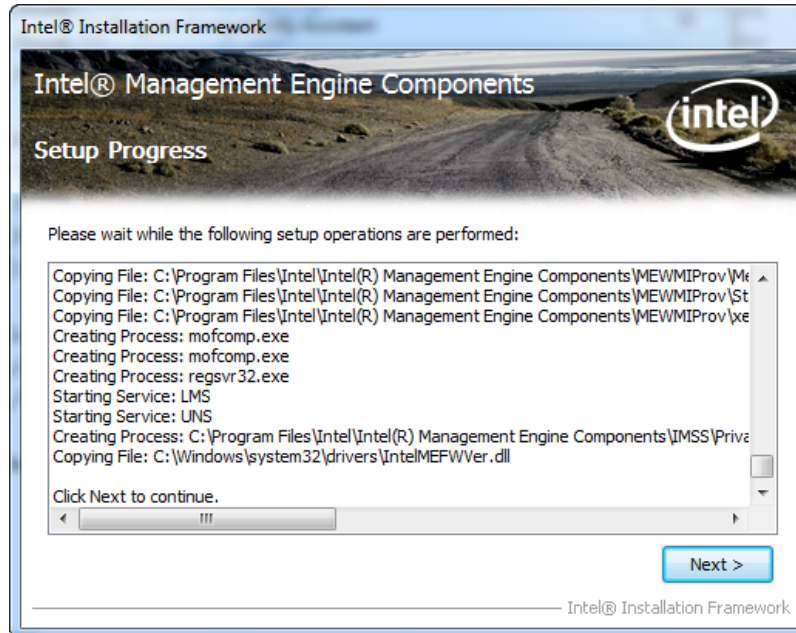 Intel® Installation Framework
Intel® Management Engine Components
intel
Setup Progress
Please wait while the following setup operations are performed:
Copying File: C:\Program Files\Intel\Intel(R) Management Engine Components\MEWMIProv\Me
Copying File: C:\Program Files\Intel\Intel(R) Management Engine Components\MEWMIProv\St
Copying File: C:\Program Files\Intel\Intel(R) Management Engine Components\MEWMIProv\xe
Creating Process: mofcomp.exe
Creating Process: mofcomp.exe
Creating Process: regsvr32.exe
Starting Service: LMS
Starting Service: UNS
Creating Process: C:\Program Files\Intel\Intel(R) Management Engine Components\IMSS\Priva
Copying File: C:\Windows\system32\drivers\IntelMEFWVer.dll
Click Next to continue.
Next >
Intel® Installation Framework